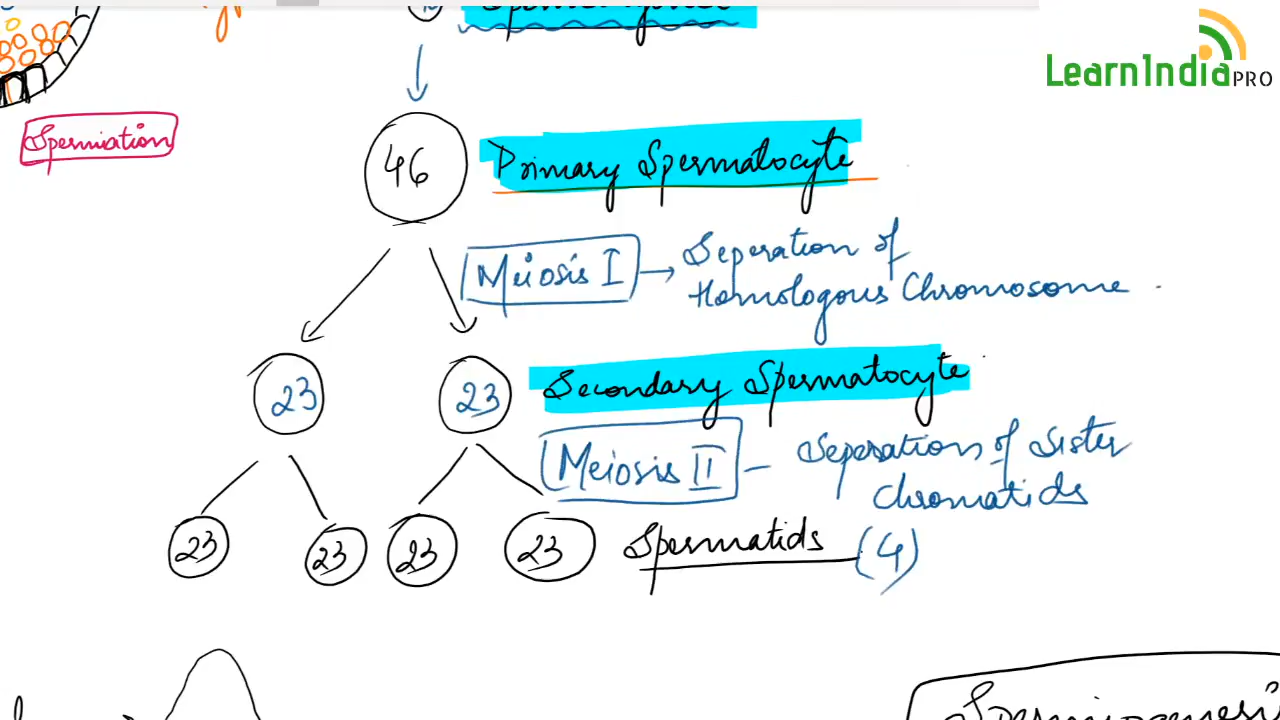 LearnIndia PRO
Spermiation
46
Primary Spermatocyte
Meiosis I → Seperation of
Homologous Chromosome
23 23
Secondary Spermatocyte
Meiosis II - Seperation of Sister
Chromatids
23 23 23 23
Spermatids (4)